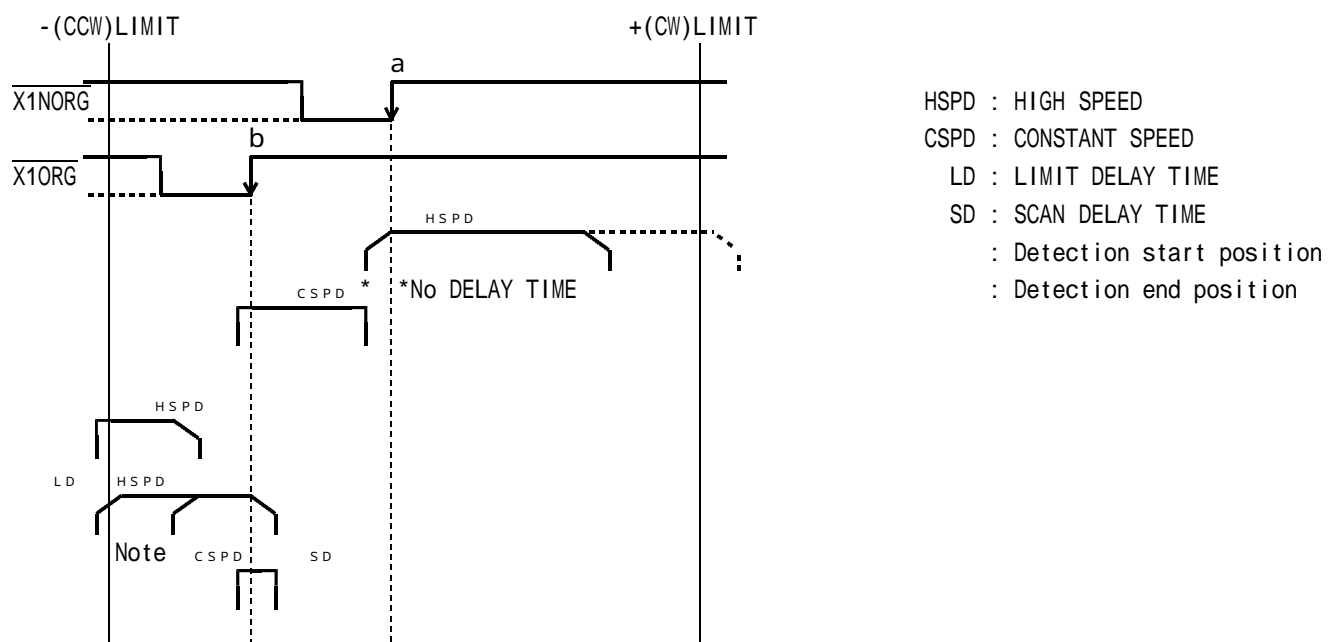 -(CCW)LIMIT
+(CW)LIMIT
a
X1NORG
b
X1ORG
HSPD
CSPD
*
*No DELAY TIME
HSPD
LD
HSPD
Note
CSPD
SD
HSPD : HIGH SPEED
CSPD : CONSTANT SPEED
LD : LIMIT DELAY TIME
SD : SCAN DELAY TIME
: Detection start position
: Detection end position